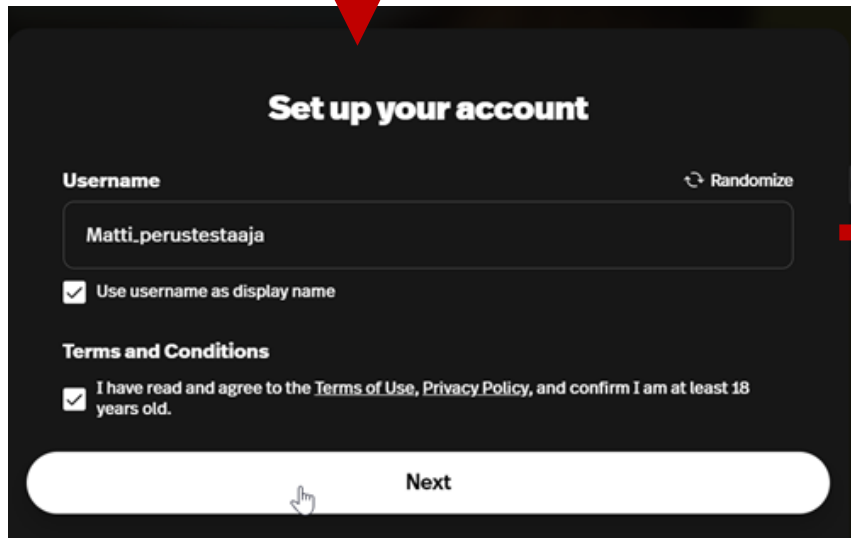 Set up your account
Username
Randomize
Matti_perustestaaja
Use username as display name
Terms and Conditions
I have read and agree to the Terms of Use, Privacy Policy, and confirm I am at least 18
years old.
Next